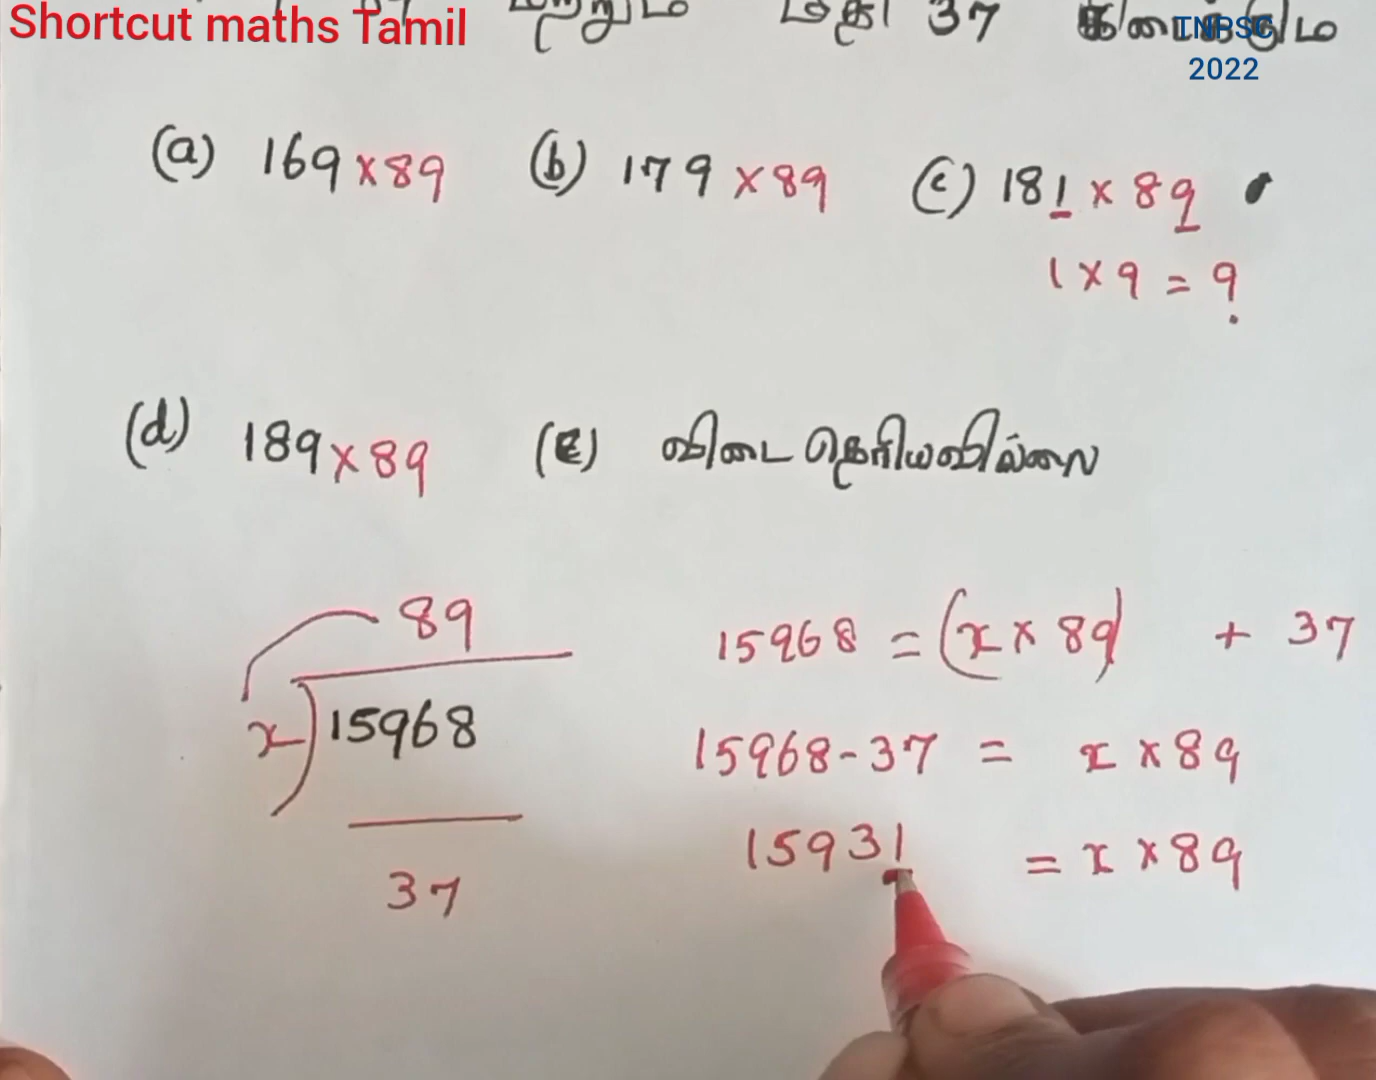 Shortcut maths Tamil
37 கிடைக்கும்
TNPSC
2022
(a) 169 × 89 (b) 179 × 89 (c) 181 × 89
1 × 9 = 9
(d) 189 × 89 (E) விடை தெரியவில்லை
89
x) 15968
37
15968 = (x × 89) + 37
15968 - 37 = x × 89
15931 = x × 89